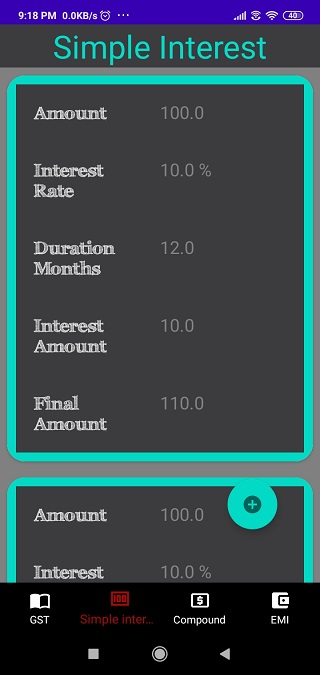 9:18 PM 0.0KB/s ... 40
Simple Interest
Amount 100.0
Interest Rate 10.0 %
Duration Months 12.0
Interest Amount 10.0
Final Amount 110.0
Amount 100.0
Interest 10.0 %
100
GST Simple inter... Compound EMI